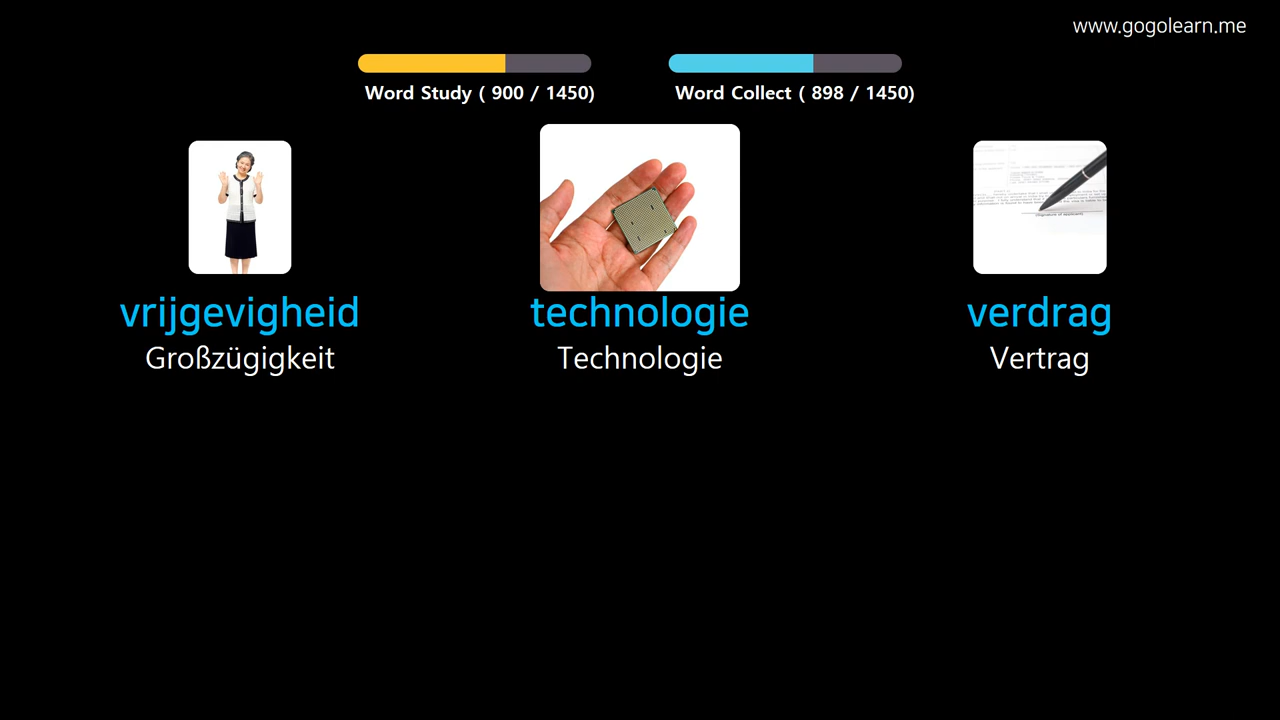 www.gogolearn.me
Word Study ( 900 / 1450)
Word Collect ( 898 / 1450)
vrijgevigheid
Großzügigkeit
technologie
Technologie
verdrag
Vertrag